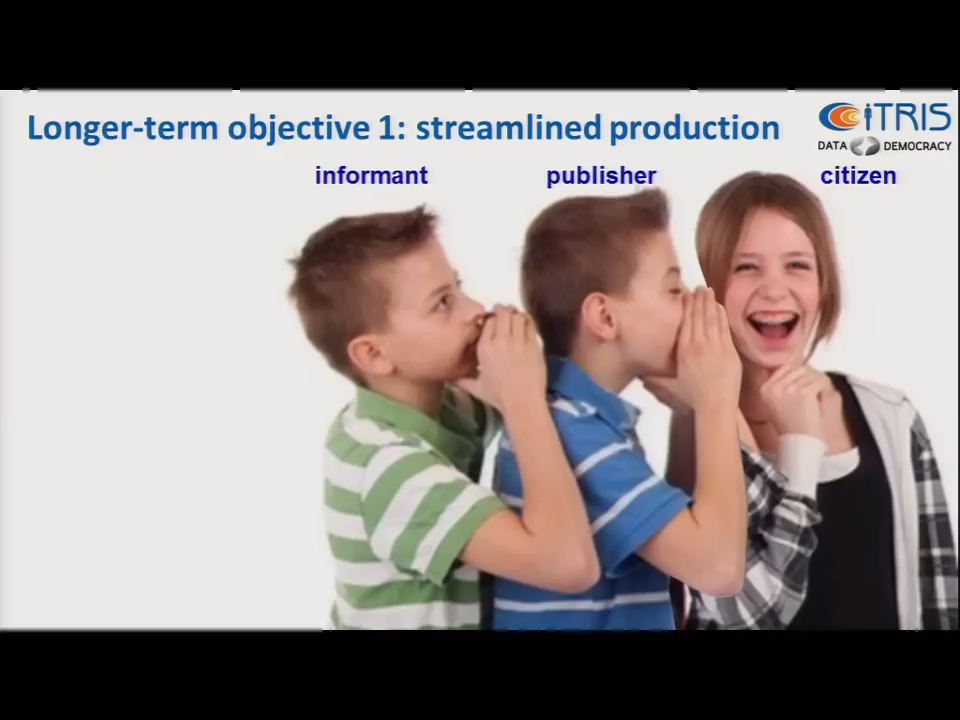 Longer-term objective 1: streamlined production
CiTRIS
DATA DEMOCRACY
informant publisher citizen